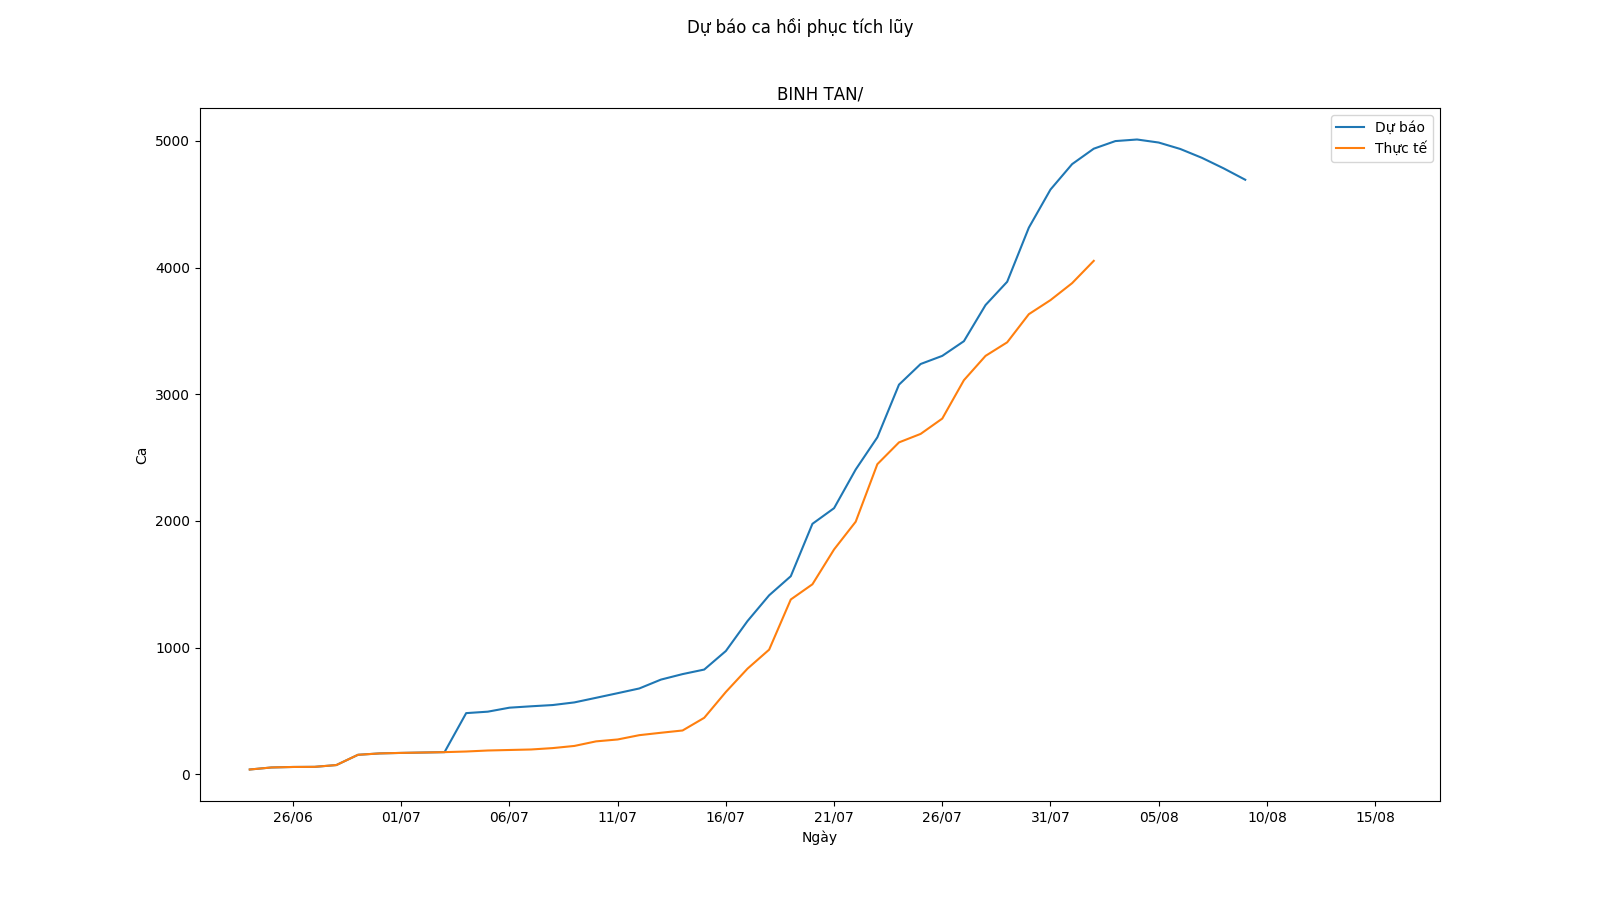 Dự báo ca hồi phục tích lũy
BINH TAN/
Dự báo
Thực tế
5000
4000
3000
2000
1000
0
Ca
26/06 01/07 06/07 11/07 16/07 21/07 26/07 31/07 05/08 10/08 15/08
Ngày